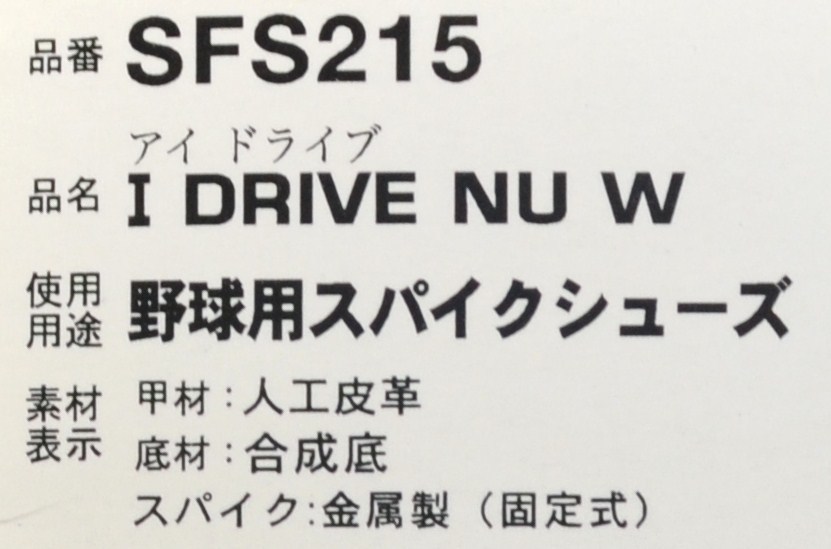 品番 SFS215
アイ ドライブ
品名 I DRIVE NU W
使用用途 野球用スパイクシューズ
素材表示 甲材:人工皮革
底材:合成底
スパイク:金属製(固定式)